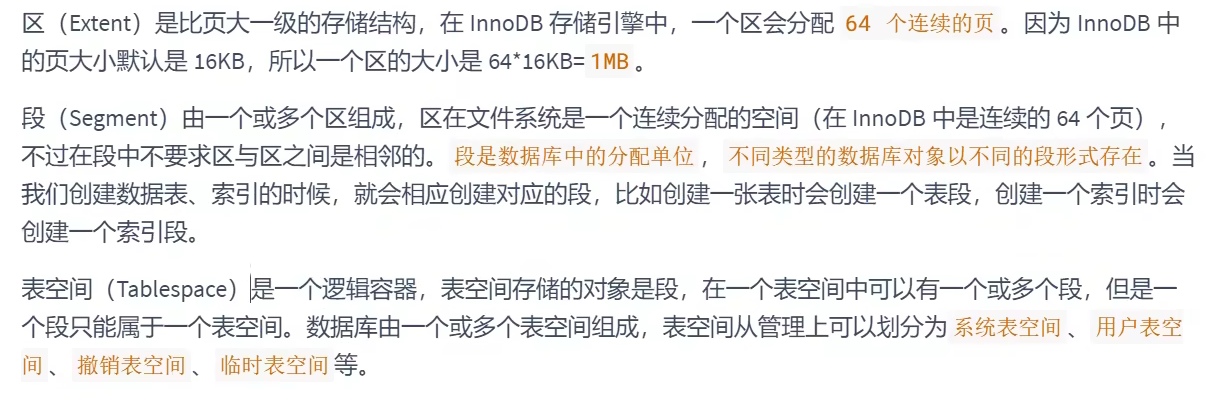 区（Extent）是比页大一级的存储结构，在 InnoDB 存储引擎中，一个区会分配 64 个连续的页。因为 InnoDB 中
的页大小默认是 16KB，所以一个区的大小是 64*16KB=1MB。
段（Segment）由一个或多个区组成，区在文件系统是一个连续分配的空间（在 InnoDB 中是连续的 64 个页），
不过在段中不要求区与区之间是相邻的。段是数据库中的分配单位，不同类型的数据库对象以不同的段形式存在。当
我们创建数据表、索引的时候，就会相应创建对应的段，比如创建一张表时会创建一个表段，创建一个索引时会
创建一个索引段。
表空间（Tablespace）是一个逻辑容器，表空间存储的对象是段，在一个表空间中可以有一个或多个段，但是一
个段只能属于一个表空间。数据库由一个或多个表空间组成，表空间从管理上可以划分为系统表空间、用户表空
间、撤销表空间、临时表空间等。